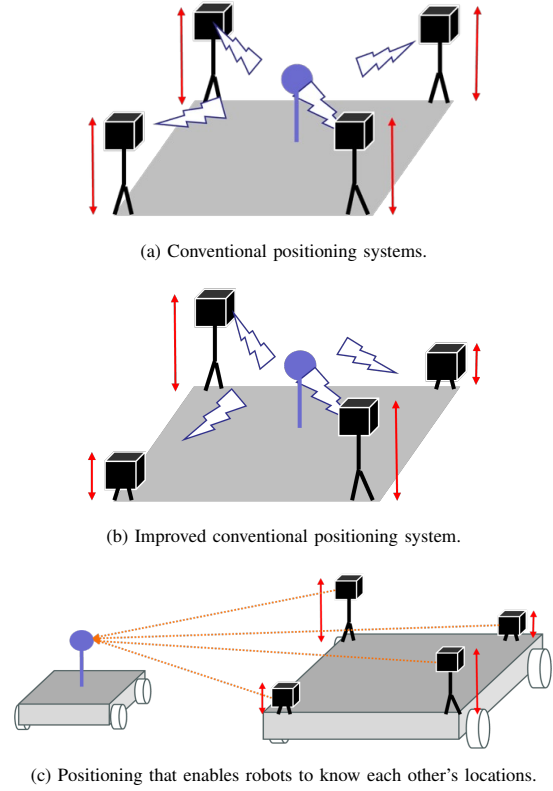 (a) Conventional positioning systems.
(b) Improved conventional positioning system.
(c) Positioning that enables robots to know each other's locations.